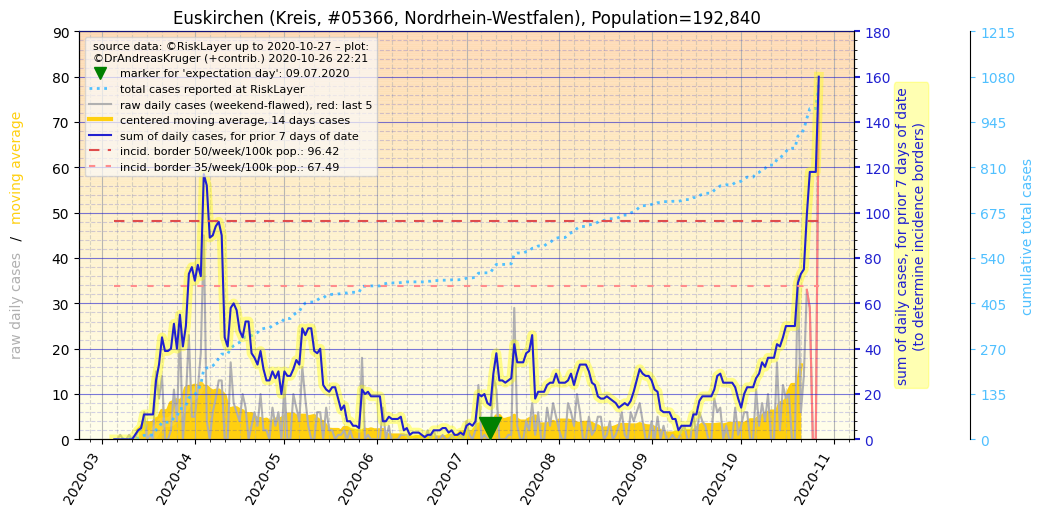 Euskirchen (Kreis, #05366, Nordrhein-Westfalen), Population=192,840
source data: ©RiskLayer up to 2020-10-27 – plot:
©DrAndreasKruger (+contrib.) 2020-10-26 22:21
marker for 'expectation day': 09.07.2020
total cases reported at RiskLayer
raw daily cases (weekend-flawed), red: last 5
centered moving average, 14 days cases
sum of daily cases, for prior 7 days of date
incid. border 50/week/100k pop.: 96.42
incid. border 35/week/100k pop.: 67.49
raw daily cases / moving average
90
80
70
60
50
40
30
20
10
0
2020-03
2020-04
2020-05
2020-06
2020-07
2020-08
2020-09
2020-10
2020-11
180
160
140
120
100
80
60
40
20
0
sum of daily cases, for prior 7 days of date
(to determine incidence borders)
1215
1080
945
810
675
540
405
270
135
0
cumulative total cases